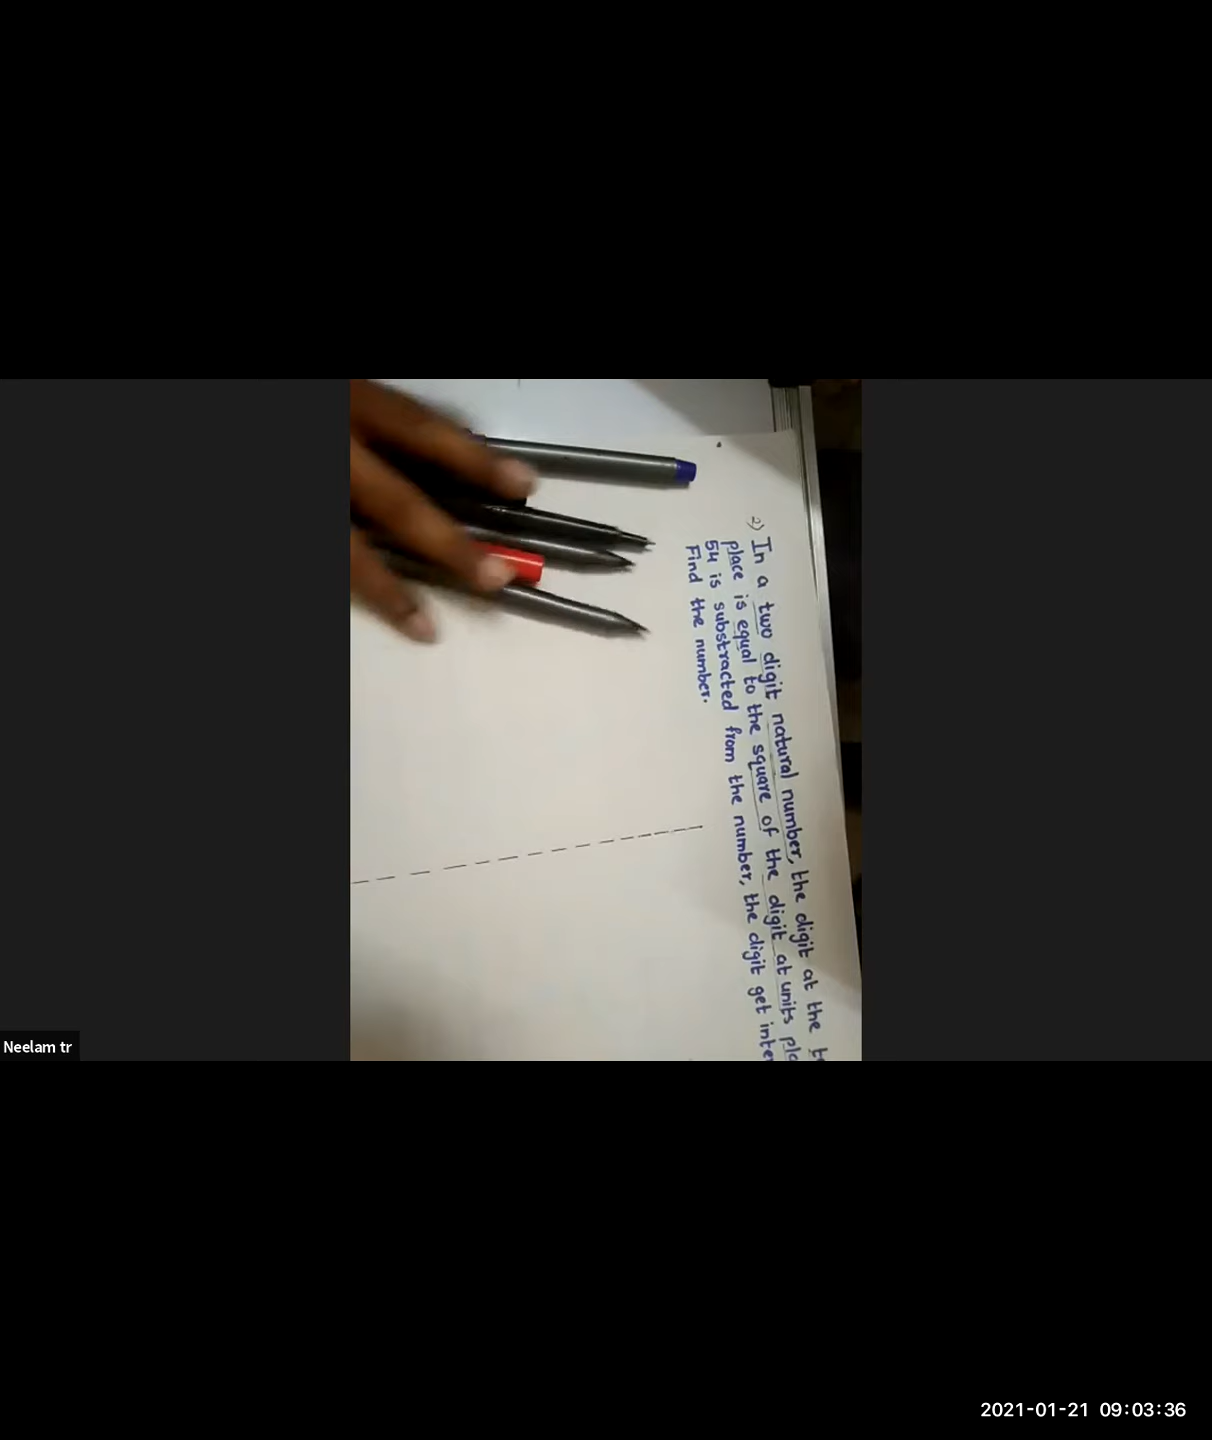 2) In a two digit natural number, the digit at the
place is equal to the square of the digit at units
54 is substracted from the number, the digit get
Find the number.
Neelam tr
2021-01-21 09:03:36